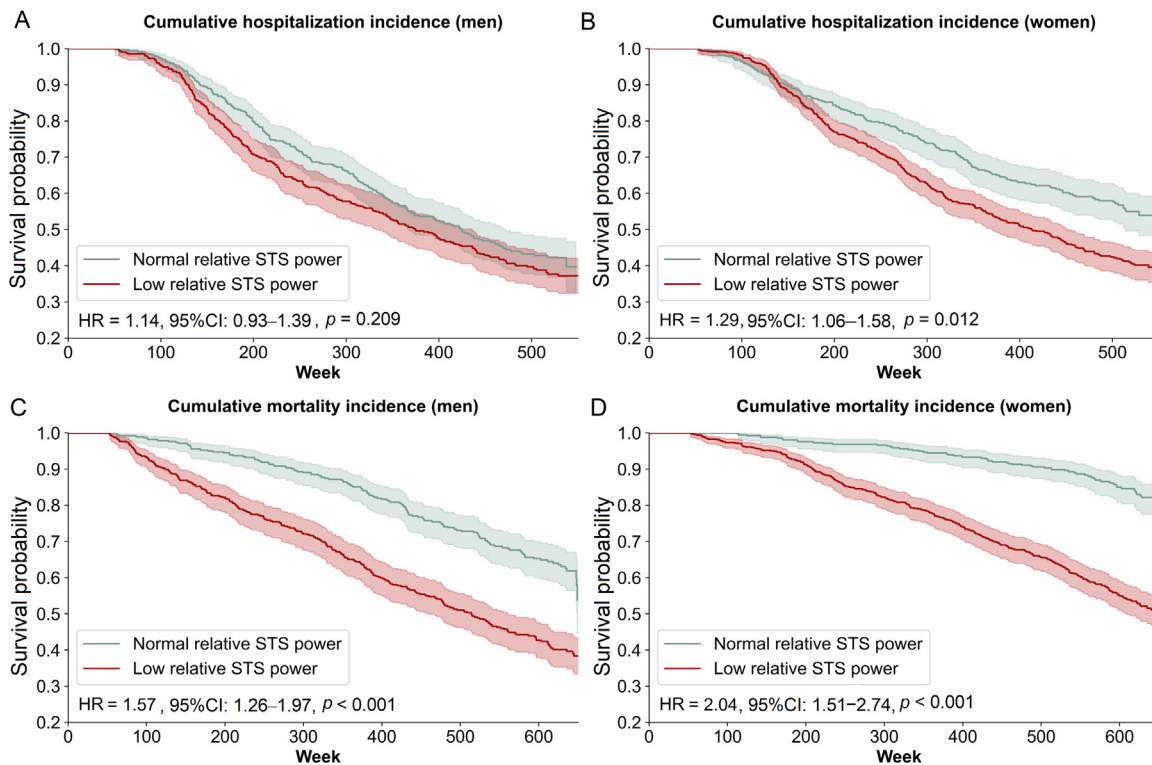 A
Cumulative hospitalization incidence (men)
1.0
0.9
0.8
0.7
0.6
0.5
0.4
0.3
0.2
Survival probability
Normal relative STS power
Low relative STS power
HR = 1.14, 95%CI: 0.93–1.39, p = 0.209
0 100 200 300 400 500
Week
B
Cumulative hospitalization incidence (women)
1.0
0.9
0.8
0.7
0.6
0.5
0.4
0.3
0.2
Survival probability
Normal relative STS power
Low relative STS power
HR = 1.29, 95%CI: 1.06–1.58, p = 0.012
0 100 200 300 400 500
Week
C
Cumulative mortality incidence (men)
1.0
0.9
0.8
0.7
0.6
0.5
0.4
0.3
0.2
Survival probability
Normal relative STS power
Low relative STS power
HR = 1.57, 95%CI: 1.26–1.97, p < 0.001
0 100 200 300 400 500 600
Week
D
Cumulative mortality incidence (women)
1.0
0.9
0.8
0.7
0.6
0.5
0.4
0.3
0.2
Survival probability
Normal relative STS power
Low relative STS power
HR = 2.04, 95%CI: 1.51−2.74, p < 0.001
0 100 200 300 400 500 600
Week